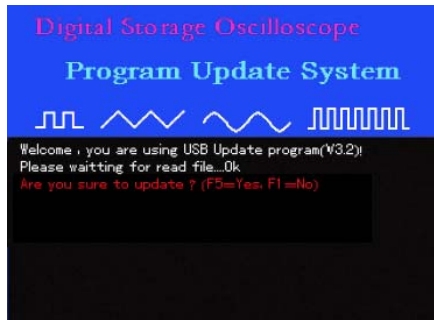 Digital Storage Oscilloscope
Program Update System
Welcome , you are using USB Update program(V3.2)!
Please waitting for read file....Ok
Are you sure to update ? (F5=Yes, F1=No)